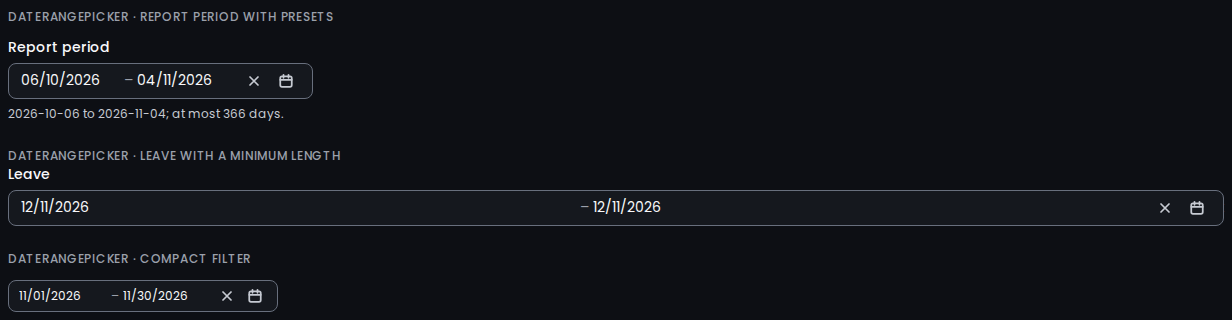 DATERANGEPICKER · REPORT PERIOD WITH PRESETS
Report period
06/10/2026 – 04/11/2026
2026-10-06 to 2026-11-04; at most 366 days.
DATERANGEPICKER · LEAVE WITH A MINIMUM LENGTH
Leave
12/11/2026 – 12/11/2026
DATERANGEPICKER · COMPACT FILTER
11/01/2026 – 11/30/2026